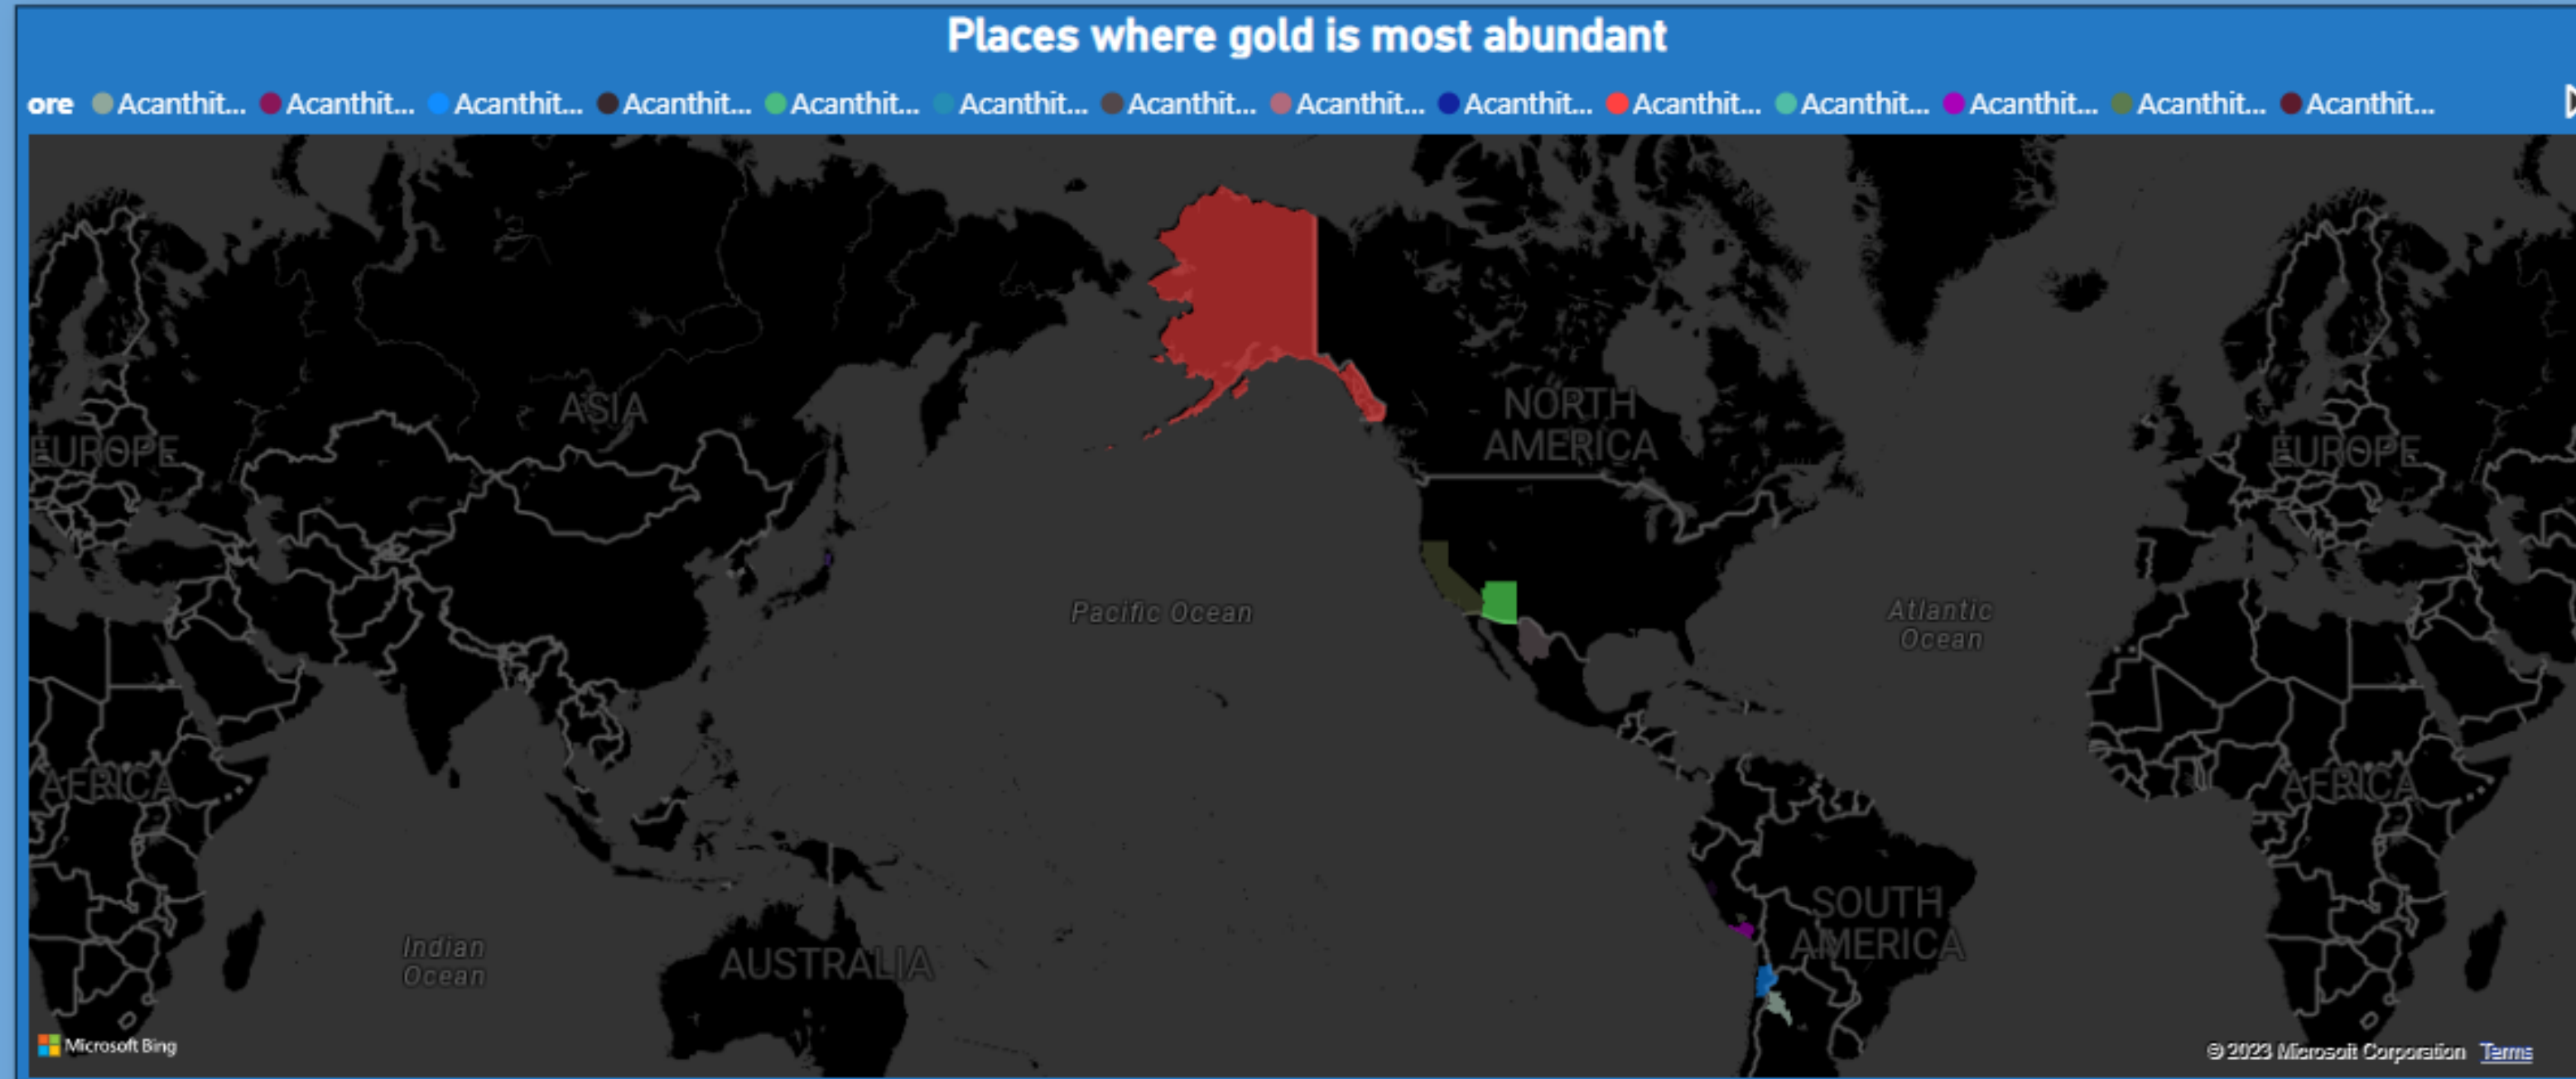 Places where gold is most abundant
ore Acanthit... Acanthit... Acanthit... Acanthit... Acanthit... Acanthit... Acanthit... Acanthit... Acanthit... Acanthit... Acanthit... Acanthit... Acanthit... Acanthit...
ASIA
NORTH
AMERICA
EUROPE
EUROPE
Pacific Ocean
Atlantic
Ocean
AFRICA
AFRICA
SOUTH
AMERICA
Indian
Ocean
AUSTRALIA
Microsoft Bing
© 2023 Microsoft Corporation Terms